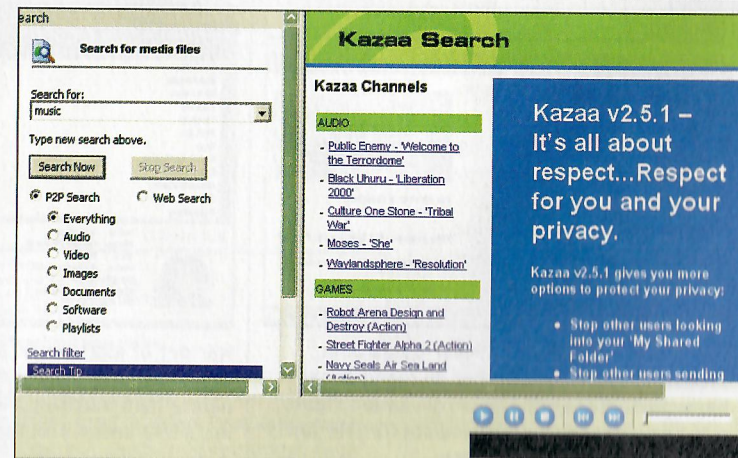 earch
Search for media files
Search for:
music
Type new search above.
Search Now
Stop Search
P2P Search
Web Search
Everything
Audio
Video
Images
Documents
Software
Playlists
Search filter
Search Tip
Kazaa Search
Kazaa Channels
AUDIO
- Public Enemy - 'Welcome to
the Terrordome'
- Black Uhuru - 'Liberation
2000'
- Culture One Stone - 'Tribal
War'
- Moses - 'She'
- Waylandsphere - 'Resolution'
GAMES
- Robot Arena Design and
Destroy (Action)
- Street Fighter Alpha 2 (Action)
- Navy Seals Air Sea Land
(Action)
Kazaa v2.5.1 –
It's all about
respect...Respect
for you and your
privacy.
Kazaa v2.5.1 gives you more
options to protect your privacy:
• Stop other users looking
into your 'My Shared
Folder'
• Stop other users sending